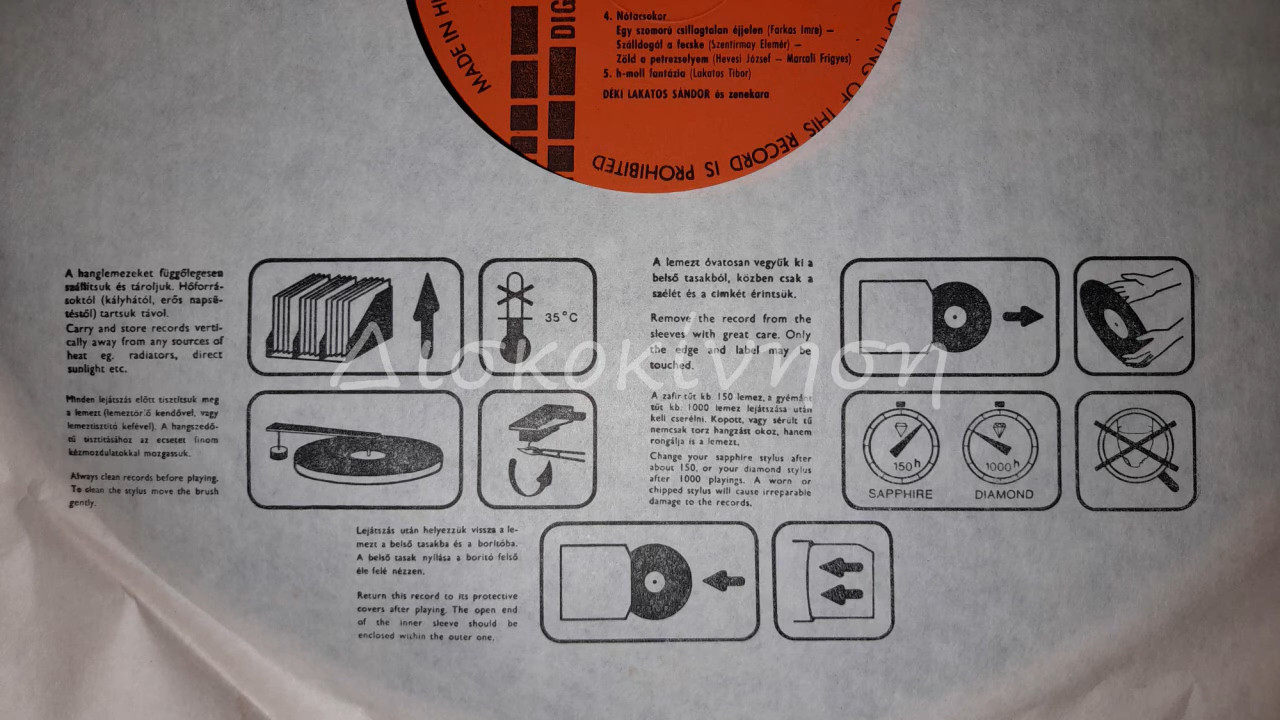 MADE IN H
DIG
4. Nótacsokor
Egy szomorú csillagtalan éjjelen (Farkas Imre) –
Szálldogál a fecske (Szentirmay Elemér) –
Zöld a petrezselyem (Hevesi József – Marcali Frigyes)
5. h-moll fantázia (Lakatos Tibor)
DÉKI LAKATOS SÁNDOR és zenekara
OF THIS RECORD IS PROHIBITED
A hanglemezeket függőlegesen
szállítsuk és tároljuk. Hőforrá-
soktól (kályhától, erős napsü-
téstől) tartsuk távol.
Carry and store records verti-
cally away from any sources of
heat eg. radiators, direct
sunlight etc.
35°C
A lemezt óvatosan vegyük ki a
belső tasakból, közben csak a
szélét és a címkét érintsük.
Remove the record from the
sleeves with great care. Only
the edge and label may be
touched.
Δισκοκίνηση
Minden lejátszás előtt tisztítsuk meg
a lemezt (lemeztörlő kendővel, vagy
lemeztisztító kefével). A hangszedő-
tű tisztításához az ecsetet finom
kézmozdulatokkal mozgassuk.
Always clean records before playing.
To clean the stylus move the brush
gently.
A zafír tűt kb. 150 lemez, a gyémánt
tűt kb. 1000 lemez lejátszása után
kell cserélni. Kopott, vagy sérült tű
nemcsak torz hangzást okoz, hanem
rongálja is a lemezt.
Change your sapphire stylus after
about 150, or your diamond stylus
after 1000 playings. A worn or
chipped stylus will cause irreparable
damage to the records.
150h
1000h
SAPPHIRE
DIAMOND
Lejátszás után helyezzük vissza a le-
mezt a belső tasakba és a borítóba.
A belső tasak nyílása a borító felső
éle felé nézzen.
Return this record to its protective
covers after playing. The open end
of the inner sleeve should be
enclosed within the outer one.